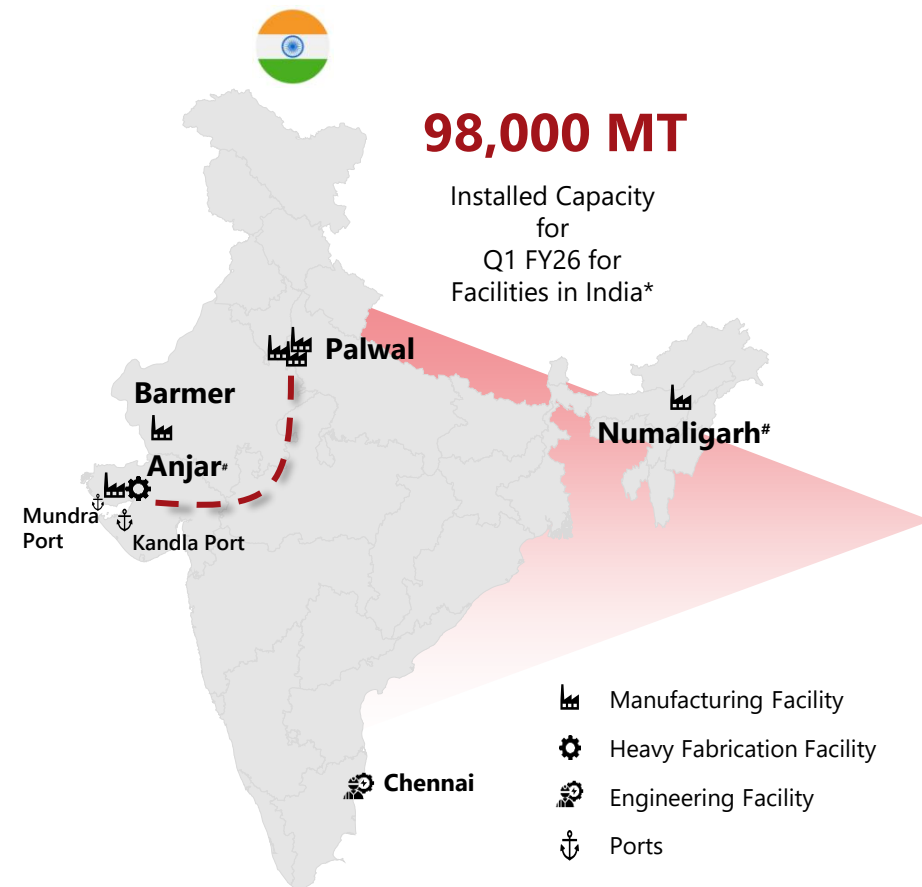 98,000 MT
Installed Capacity
for
Q1 FY26 for
Facilities in India*
Palwal
Barmer
Numaligarh#
Anjar#
Mundra
Port
Kandla Port
Chennai
Manufacturing Facility
Heavy Fabrication Facility
Engineering Facility
Ports